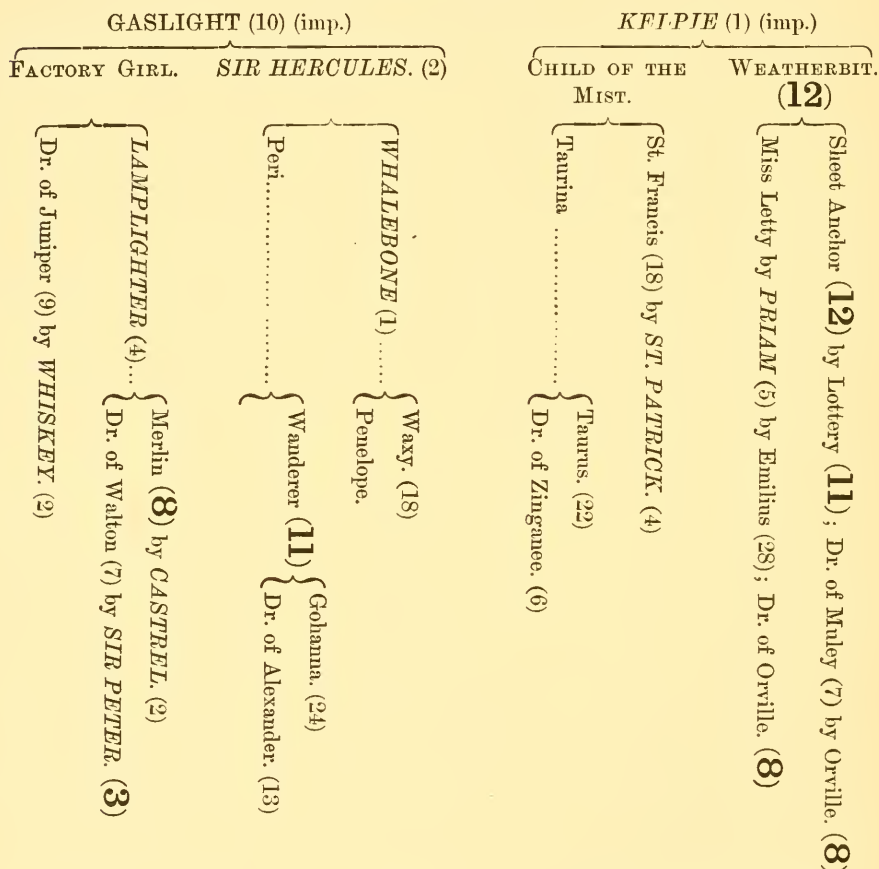 GASLIGHT (10) (imp.)
FACTORY GIRL.
SIR HERCULES. (2)
LAMPLIGHTER (4)...
Merlin (8) by CASTREL. (2)
Dr. of Walton (7) by SIR PETER. (3)
Dr. of Juniper (9) by WHISKEY. (2)
WHALEBONE (1) ......
Waxy. (18)
Penelope.
Peri..................
Wanderer (11)
Gohanna. (24)
Dr. of Alexander. (13)
KELPIE (1) (imp.)
CHILD OF THE
MIST.
WEATHERBIT.
(12)
St. Francis (18) by ST. PATRICK. (4)
Taurina ..............
Taurus. (22)
Dr. of Zinganee. (6)
Sheet Anchor (12) by Lottery (11); Dr. of Muley (7) by Orville. (8)
Miss Letty by PRIAM (5) by Emilius (28); Dr. of Orville. (8)